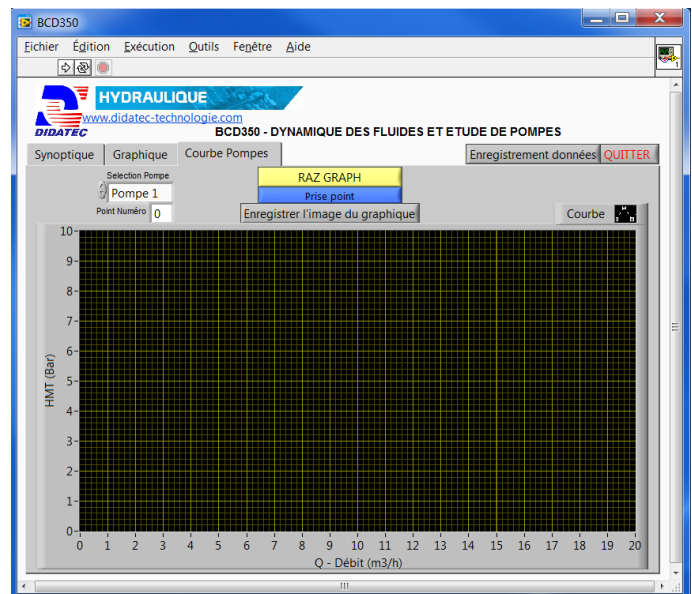 BCD350
Fichier Édition Exécution Outils Fenêtre Aide
1
HYDRAULIQUE
www.didatec-technologie.com
DIDATEC
BCD350 - DYNAMIQUE DES FLUIDES ET ETUDE DE POMPES
Synoptique Graphique Courbe Pompes Enregistrement données QUITTER
Selection Pompe RAZ GRAPH
Pompe 1 Prise point
Point Numéro 0 Enregistrer l'image du graphique Courbe
10
9
8
7
6
5
4
3
2
1
0
HMT (Bar)
0 1 2 3 4 5 6 7 8 9 10 11 12 13 14 15 16 17 18 19 20
Q - Débit (m3/h)